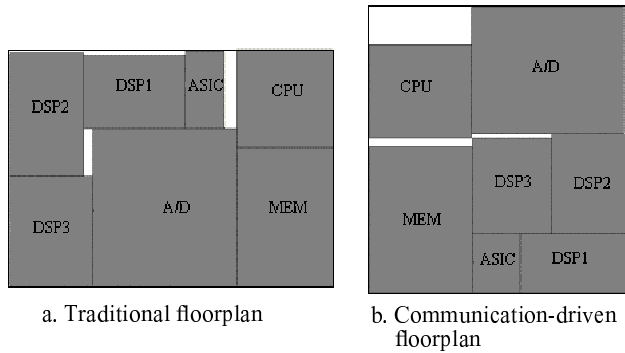 DSP2
DSP1
ASIC
CPU
DSP3
A/D
MEM
a. Traditional floorplan
CPU
A/D
MEM
DSP3
DSP2
ASIC
DSP1
b. Communication-driven
floorplan